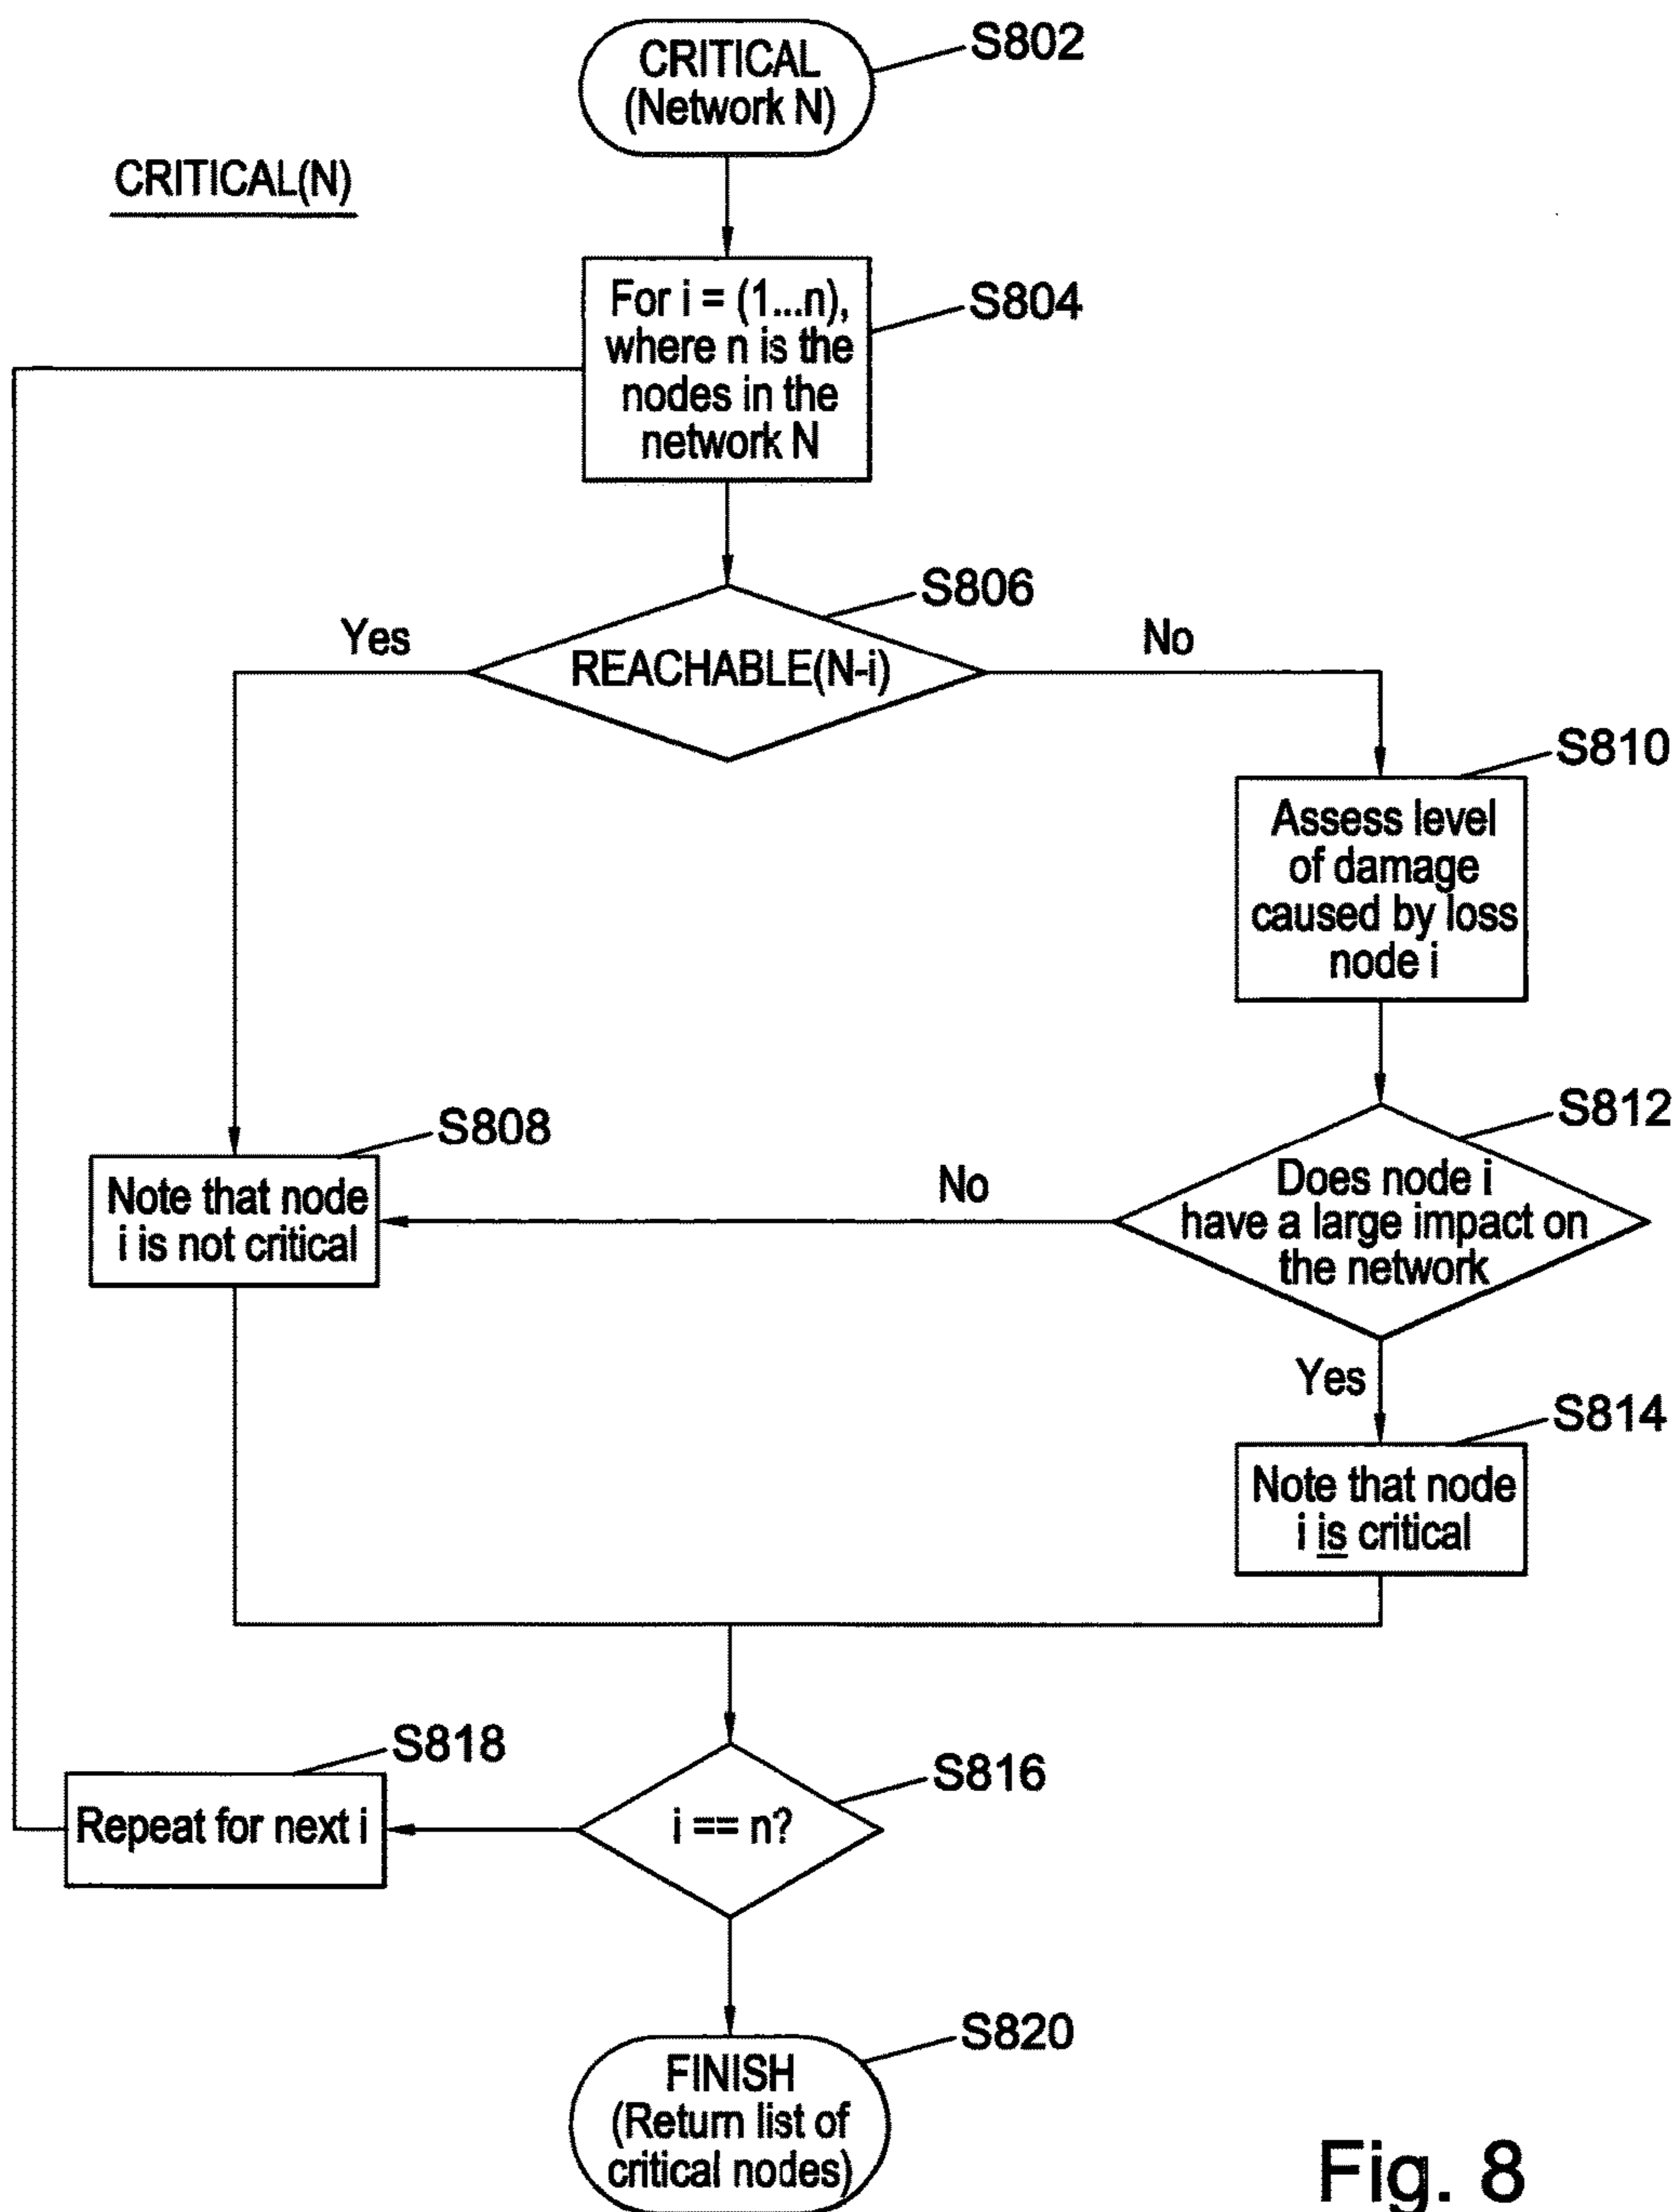 CRITICAL
(Network N)
S802
CRITICAL(N)
For i = (1...n),
where n is the
nodes in the
network N
S804
S806
Yes
REACHABLE(N-i)
No
S810
Assess level
of damage
caused by loss
node i
S808
Note that node
i is not critical
No
S812
Does node i
have a large impact on
the network
Yes
S814
Note that node
i is critical
S818
Repeat for next i
S816
i == n?
S820
FINISH
(Return list of
critical nodes)
Fig. 8